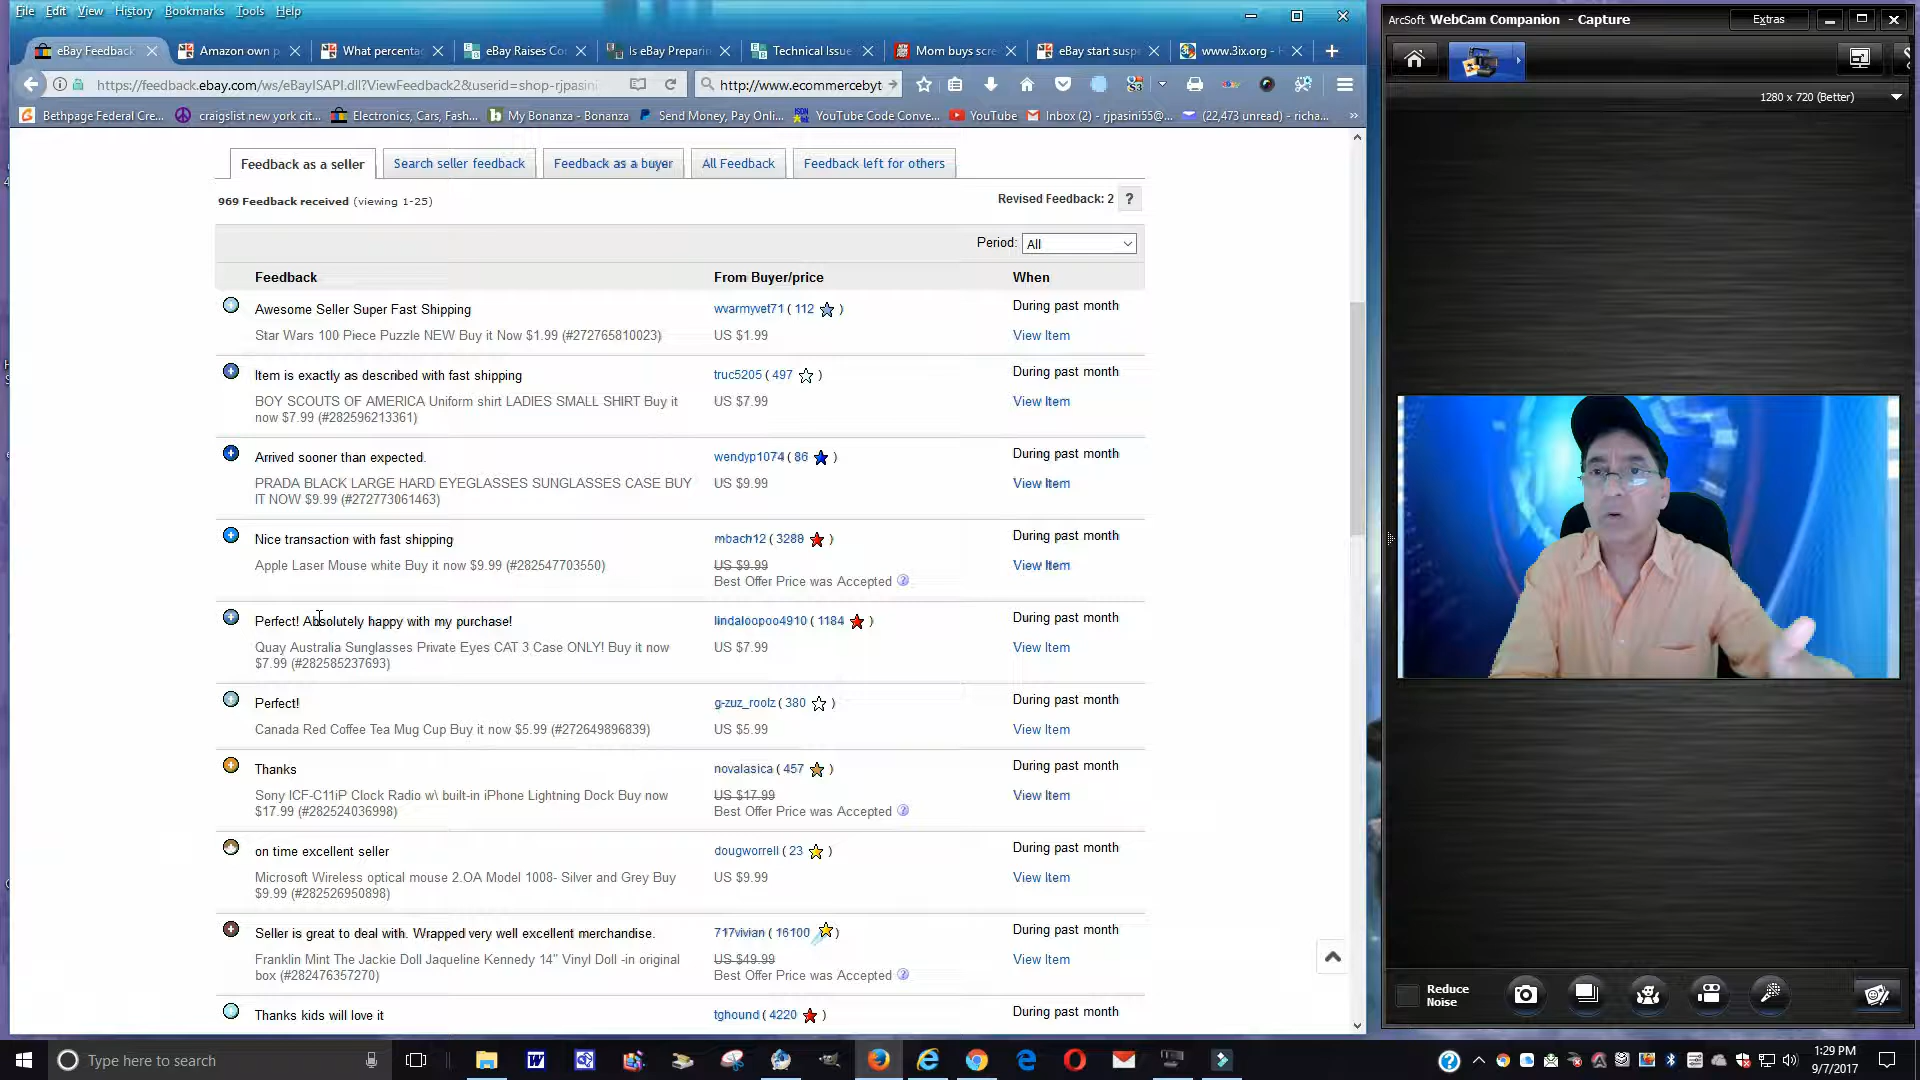 File Edit View History Bookmarks Tools Help
ArcSoft WebCam Companion - Capture
Extras
eBay Feedback
Amazon own p
What percenta
eBay Raises Co
Is eBay Preparin
Technical Issue
Mom buys scre
eBay start susp
www.3ix.org - H
1280 x 720 (Better)
https://feedback.ebay.com/ws/eBayISAPI.dll?ViewFeedback2&userid=shop-rjpasini
http://www.ecommercebyt
Bethpage Federal Cre...
craigslist new york cit...
Electronics, Cars, Fash...
My Bonanza - Bonanza
Send Money, Pay Onli...
YouTube Code Conve...
YouTube
Inbox (2) - rjpasini55@...
(22,473 unread) - richa...
Feedback as a seller
Search seller feedback
Feedback as a buyer
All Feedback
Feedback left for others
969 Feedback received (viewing 1-25)
Revised Feedback: 2 ?
Period: All
Feedback From Buyer/price When
Awesome Seller Super Fast Shipping wvarmyvet71 ( 112 ) During past month
Star Wars 100 Piece Puzzle NEW Buy it Now $1.99 (#272765810023) US $1.99 View Item
Item is exactly as described with fast shipping truc5205 ( 497 ) During past month
BOY SCOUTS OF AMERICA Uniform shirt LADIES SMALL SHIRT Buy it US $7.99 View Item
now $7.99 (#282596213361)
Arrived sooner than expected. wendyp1074 ( 86 ) During past month
PRADA BLACK LARGE HARD EYEGLASSES SUNGLASSES CASE BUY US $9.99 View Item
IT NOW $9.99 (#272773061463)
Nice transaction with fast shipping mbach12 ( 3288 ) During past month
Apple Laser Mouse white Buy it now $9.99 (#282547703550) US $9.99 View Item
Best Offer Price was Accepted
Perfect! Absolutely happy with my purchase! lindaloopoo4910 ( 1184 ) During past month
Quay Australia Sunglasses Private Eyes CAT 3 Case ONLY! Buy it now US $7.99 View Item
$7.99 (#282585237693)
Perfect! g-zuz_roolz ( 380 ) During past month
Canada Red Coffee Tea Mug Cup Buy it now $5.99 (#272649896839) US $5.99 View Item
Thanks novalasica ( 457 ) During past month
Sony ICF-C11iP Clock Radio w\ built-in iPhone Lightning Dock Buy now US $17.99 View Item
$17.99 (#282524036998) Best Offer Price was Accepted
on time excellent seller dougworrell ( 23 ) During past month
Microsoft Wireless optical mouse 2.OA Model 1008- Silver and Grey Buy US $9.99 View Item
$9.99 (#282526950898)
Seller is great to deal with. Wrapped very well excellent merchandise. 717vivian ( 16100 ) During past month
Franklin Mint The Jackie Doll Jaqueline Kennedy 14" Vinyl Doll -in original US $49.99 View Item
box (#282476357270) Best Offer Price was Accepted
Thanks kids will love it tghound ( 4220 ) During past month
Reduce
Noise
Type here to search
1:29 PM
9/7/2017